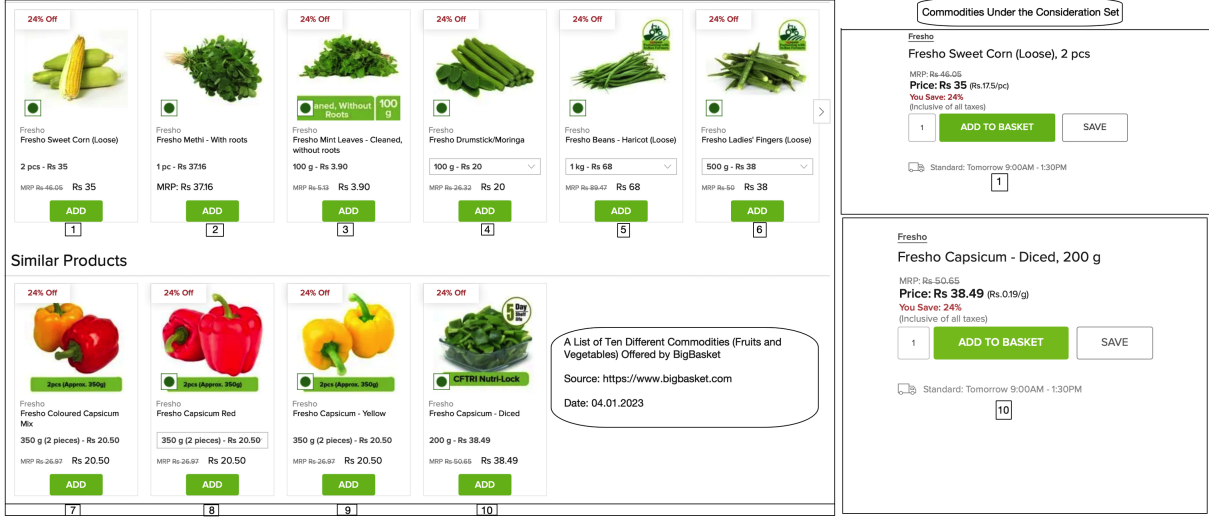 24% Off
24% Off
24% Off
24% Off
24% Off
24% Off
aned, Without
Roots
100
g
Fresho
Fresho Sweet Corn (Loose)
2 pcs - Rs 35
MRP Rs 46.05 Rs 35
ADD
1
Fresho
Fresho Methi - With roots
1 pc - Rs 37.16
MRP: Rs 37.16
ADD
2
Fresho
Fresho Mint Leaves - Cleaned,
without roots
100 g - Rs 3.90
MRP Rs 5.13 Rs 3.90
ADD
3
Fresho
Fresho Drumstick/Moringa
100 g - Rs 20
MRP Rs 26.32 Rs 20
ADD
4
Fresho
Fresho Beans - Haricot (Loose)
1 kg - Rs 68
MRP Rs 89.47 Rs 68
ADD
5
Fresho
Fresho Ladies' Fingers (Loose)
500 g - Rs 38
MRP Rs 50 Rs 38
ADD
6
Similar Products
24% Off
2pcs (Approx. 350g)
Fresho
Fresho Coloured Capsicum
Mix
350 g (2 pieces) - Rs 20.50
MRP Rs 26.97 Rs 20.50
ADD
7
24% Off
2pcs (Approx. 350g)
Fresho
Fresho Capsicum Red
350 g (2 pieces) - Rs 20.50
MRP Rs 26.97 Rs 20.50
ADD
8
24% Off
2pcs (Approx. 350g)
Fresho
Fresho Capsicum - Yellow
350 g (2 pieces) - Rs 20.50
MRP Rs 26.97 Rs 20.50
ADD
9
24% Off
5 Day
CFTRI Nutri-Lock
Fresho
Fresho Capsicum - Diced
200 g - Rs 38.49
MRP Rs 50.65 Rs 38.49
ADD
10
A List of Ten Different Commodities (Fruits and
Vegetables) Offered by BigBasket
Source: https://www.bigbasket.com
Date: 04.01.2023
Commodities Under the Consideration Set
Fresho
Fresho Sweet Corn (Loose), 2 pcs
MRP: Rs 46.05
Price: Rs 35 (Rs.17.5/pc)
You Save: 24%
(Inclusive of all taxes)
1 ADD TO BASKET SAVE
Standard: Tomorrow 9:00AM - 1:30PM
1
Fresho
Fresho Capsicum - Diced, 200 g
MRP: Rs 50.65
Price: Rs 38.49 (Rs.0.19/g)
You Save: 24%
(Inclusive of all taxes)
1 ADD TO BASKET SAVE
Standard: Tomorrow 9:00AM - 1:30PM
10